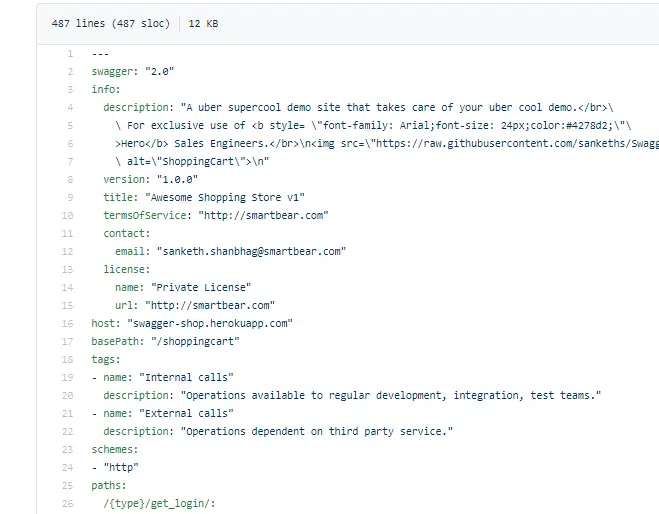 487 lines (487 sloc) 12 KB
1 ---
2 swagger: "2.0"
3 info:
4 description: "A uber supercool demo site that takes care of your uber cool demo.</br>\
5 \ For exclusive use of <b style= \"font-family: Arial;font-size: 24px;color:#4278d2;\"\
6 >Hero</b> Sales Engineers.</br>\n<img src=\"https://raw.githubusercontent.com/sankeths/Swagg
7 \ alt=\"ShoppingCart\">\n"
8 version: "1.0.0"
9 title: "Awesome Shopping Store v1"
10 termsOfService: "http://smartbear.com"
11 contact:
12 email: "sanketh.shanbhag@smartbear.com"
13 license:
14 name: "Private License"
15 url: "http://smartbear.com"
16 host: "swagger-shop.herokuapp.com"
17 basePath: "/shoppingcart"
18 tags:
19 - name: "Internal calls"
20 description: "Operations available to regular development, integration, test teams."
21 - name: "External calls"
22 description: "Operations dependent on third party service."
23 schemes:
24 - "http"
25 paths:
26 /{type}/get_login/: